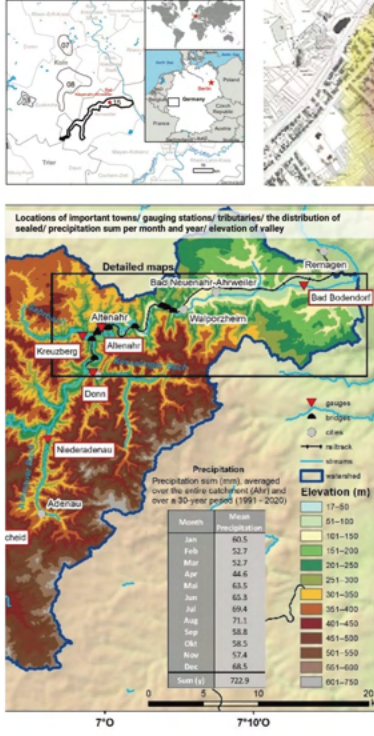 07
Koln
08
Germany
Berlin
Poland
Czech
Republic
Austria
France
Trier
Locations of important towns/ gauging stations/ tributaries/ the distribution of
sealed/ precipitation sum per month and year/ elevation of valley
Detailed maps
Remagen
Bad Neuenahr-Ahrweiler
Bad Bodendorf
Altenahr
Walporzheim
Kreuzberg
Altenahr
Dorn
Niederadenau
Adenau
cheid
gauges
bridges
cities
railtrack
streams
watershed
Precipitation
Precipitation sum (mm), averaged
over the entire catchment (Ahr) and
over a 30-year period (1991 - 2020)
Month Mean Precipitation
Jan 60.5
Feb 52.7
Mar 52.7
Apr 44.6
Mai 63.5
Jun 65.3
Jul 69.4
Aug 71.1
Sep 58.8
Okt 58.5
Nov 57.4
Dec 68.5
Sum (y) 722.9
Elevation (m)
17–50
51–100
101–150
151–200
201–250
251–300
301–350
351–400
401–450
451–500
501–550
551–600
601–750
0 5 10 20
7°O 7°10'O